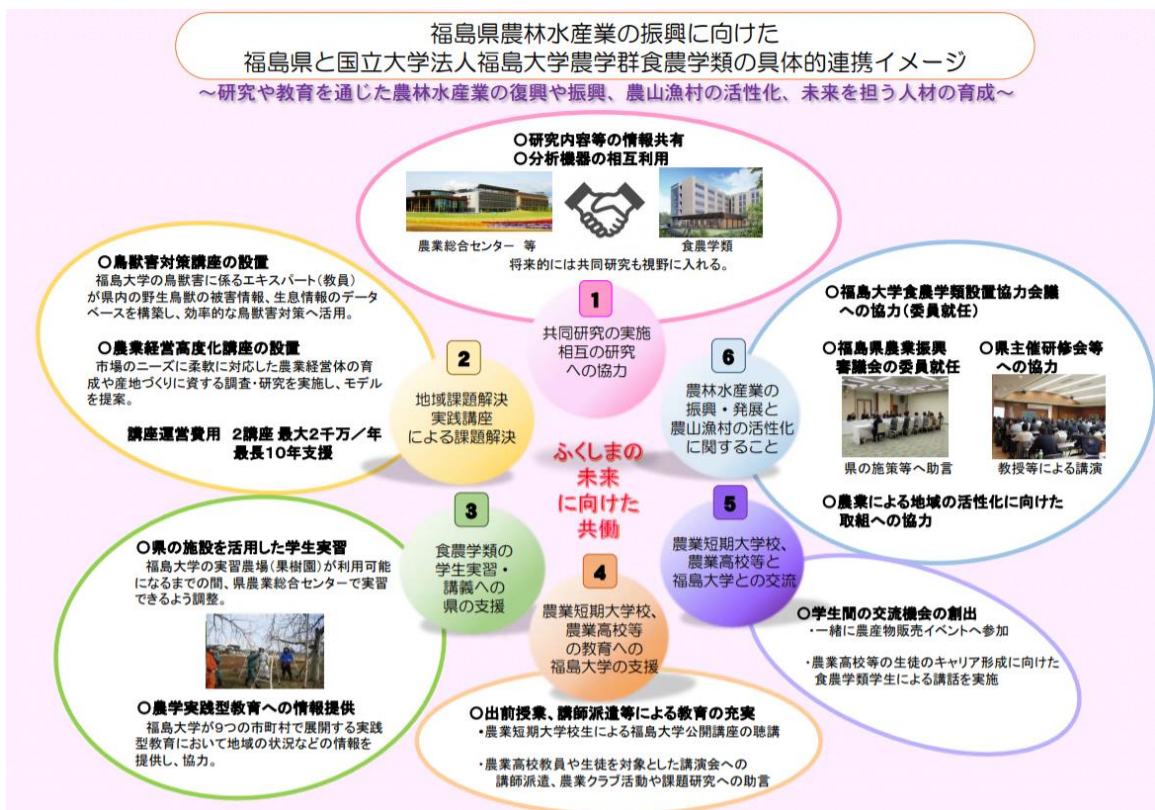 福島県農林水産業の振興に向けた
福島県と国立大学法人福島大学農学群食農学類の具体的連携イメージ
～研究や教育を通じた農林水産業の復興や振興、農山漁村の活性化、未来を担う人材の育成～
○研究内容等の情報共有
○分析機器の相互利用
農業総合センター 等
食農学類
将来的には共同研究も視野に入れる。
1
共同研究の実施
相互の研究
への協力
○鳥獣害対策講座の設置
福島大学の鳥獣害に係るエキスパート(教員)
が県内の野生鳥獣の被害情報、生息情報のデータ
ベースを構築し、効率的な鳥獣害対策へ活用。
○農業経営高度化講座の設置
市場のニーズに柔軟に対応した農業経営体の育
成や産地づくりに資する調査・研究を実施し、モデル
を提案。
講座運営費用 2講座 最大2千万／年
最長10年支援
2
地域課題解決
実践講座
による課題解決
3
食農学類の
学生実習・
講義への
県の支援
○県の施設を活用した学生実習
福島大学の実習農場(果樹園)が利用可能
になるまでの間、県農業総合センターで実習
できるよう調整。
○農学実践型教育への情報提供
福島大学が9つの市町村で展開する実践
型教育において地域の状況などの情報を
提供し、協力。
ふくしまの
未来
に向けた
共働
4
農業短期大学校、
農業高校等
の教育への
福島大学の支援
○出前授業、講師派遣等による教育の充実
・農業短期大学校生による福島大学公開講座の聴講
・農業高校教員や生徒を対象とした講演会への
講師派遣、農業クラブ活動や課題研究への助言
5
農業短期大学校、
農業高校等と
福島大学との交流
○学生間の交流機会の創出
・一緒に農産物販売イベントへ参加
・農業高校等の生徒のキャリア形成に向けた
食農学類学生による講話を実施
6
農林水産業の
振興・発展と
農山漁村の活性化
に関すること
○福島大学食農学類設置協力会議
への協力(委員就任)
○福島県農業振興
審議会の委員就任
○県主催研修会等
への協力
県の施策等へ助言
教授等による講演
○農業による地域の活性化に向けた
取組への協力